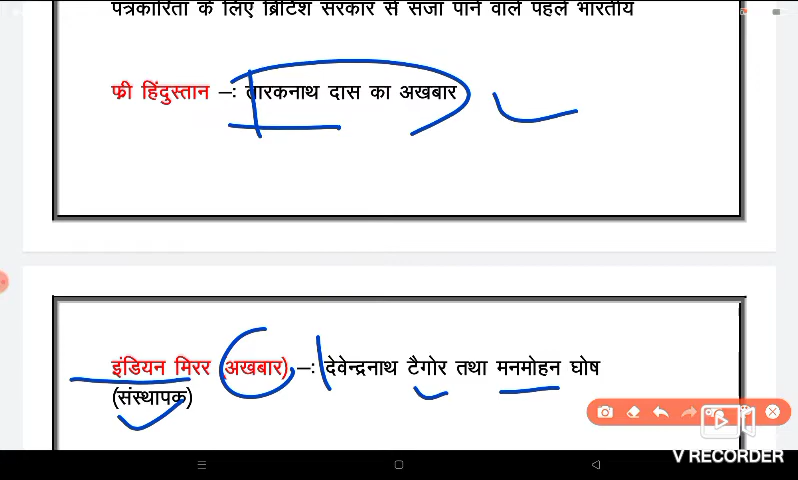 पत्रकारिता के लिए ब्रिटिश सरकार से सजा पाने वाले पहले भारतीय
फ्री हिंदुस्तान –: तारकनाथ दास का अखबार
इंडियन मिरर (अखबार) –: देवेन्द्रनाथ टैगोर तथा मनमोहन घोष
(संस्थापक)
V RECORDER